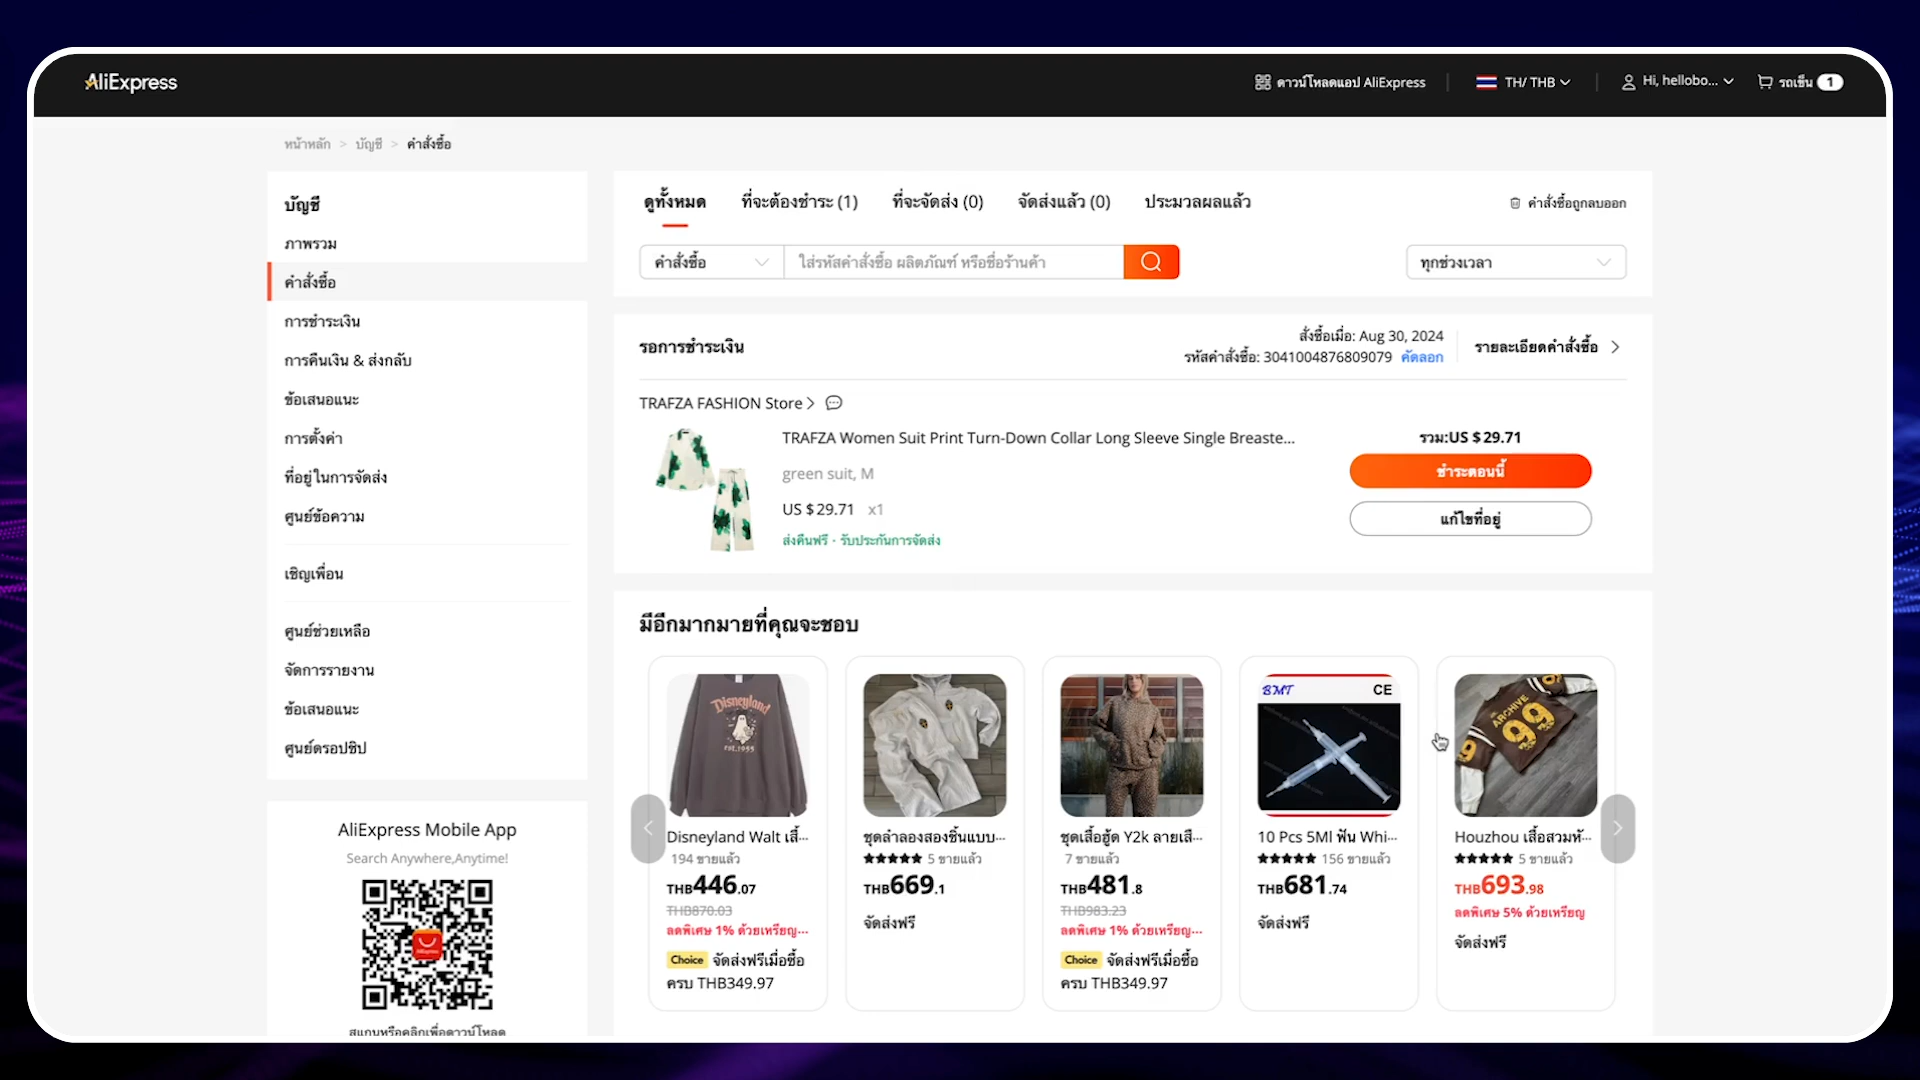 AliExpress
ดาวน์โหลดแอป AliExpress
TH/ THB
Hi, hellobo...
รถเข็น 1
หน้าหลัก > บัญชี > คำสั่งซื้อ
บัญชี
ภาพรวม
คำสั่งซื้อ
การชำระเงิน
การคืนเงิน & ส่งกลับ
ข้อเสนอแนะ
การตั้งค่า
ที่อยู่ในการจัดส่ง
ศูนย์ข้อความ
เชิญเพื่อน
ศูนย์ช่วยเหลือ
จัดการรายงาน
ข้อเสนอแนะ
ศูนย์ดรอปชิป
AliExpress Mobile App
Search Anywhere,Anytime!
สแกนหรือคลิกเพื่อดาวน์โหลด
ดูทั้งหมด
ที่จะต้องชำระ (1)
ที่จะจัดส่ง (0)
จัดส่งแล้ว (0)
ประมวลผลแล้ว
คำสั่งซื้อถูกลบออก
คำสั่งซื้อ
ใส่รหัสคำสั่งซื้อ ผลิตภัณฑ์ หรือชื่อร้านค้า
ทุกช่วงเวลา
รอการชำระเงิน
สั่งซื้อเมื่อ: Aug 30, 2024
รหัสคำสั่งซื้อ: 3041004876809079 คัดลอก
รายละเอียดคำสั่งซื้อ
TRAFZA FASHION Store
TRAFZA Women Suit Print Turn-Down Collar Long Sleeve Single Breaste...
green suit, M
US $29.71 x1
ส่งคืนฟรี · รับประกันการจัดส่ง
รวม:US $29.71
ชำระตอนนี้
แก้ไขที่อยู่
มีอีกมากมายที่คุณจะชอบ
Disneyland
est.1955
Disneyland Walt เสื้...
194 ขายแล้ว
THB446.07
THB870.03
ลดพิเศษ 1% ด้วยเหรียญ...
Choice จัดส่งฟรีเมื่อซื้อ
ครบ THB349.97
ชุดลำลองสองชิ้นแบบ...
★★★★★ 5 ขายแล้ว
THB669.1
จัดส่งฟรี
ชุดเสื้อฮู้ด Y2k ลายเสื...
7 ขายแล้ว
THB481.8
THB983.23
ลดพิเศษ 1% ด้วยเหรียญ...
Choice จัดส่งฟรีเมื่อซื้อ
ครบ THB349.97
BMT CE
10 Pcs 5Ml ฟัน Whi...
★★★★★ 156 ขายแล้ว
THB681.74
จัดส่งฟรี
ARCHIVE
99
Houzhou เสื้อสวมหั...
★★★★★ 5 ขายแล้ว
THB693.98
ลดพิเศษ 5% ด้วยเหรียญ
จัดส่งฟรี